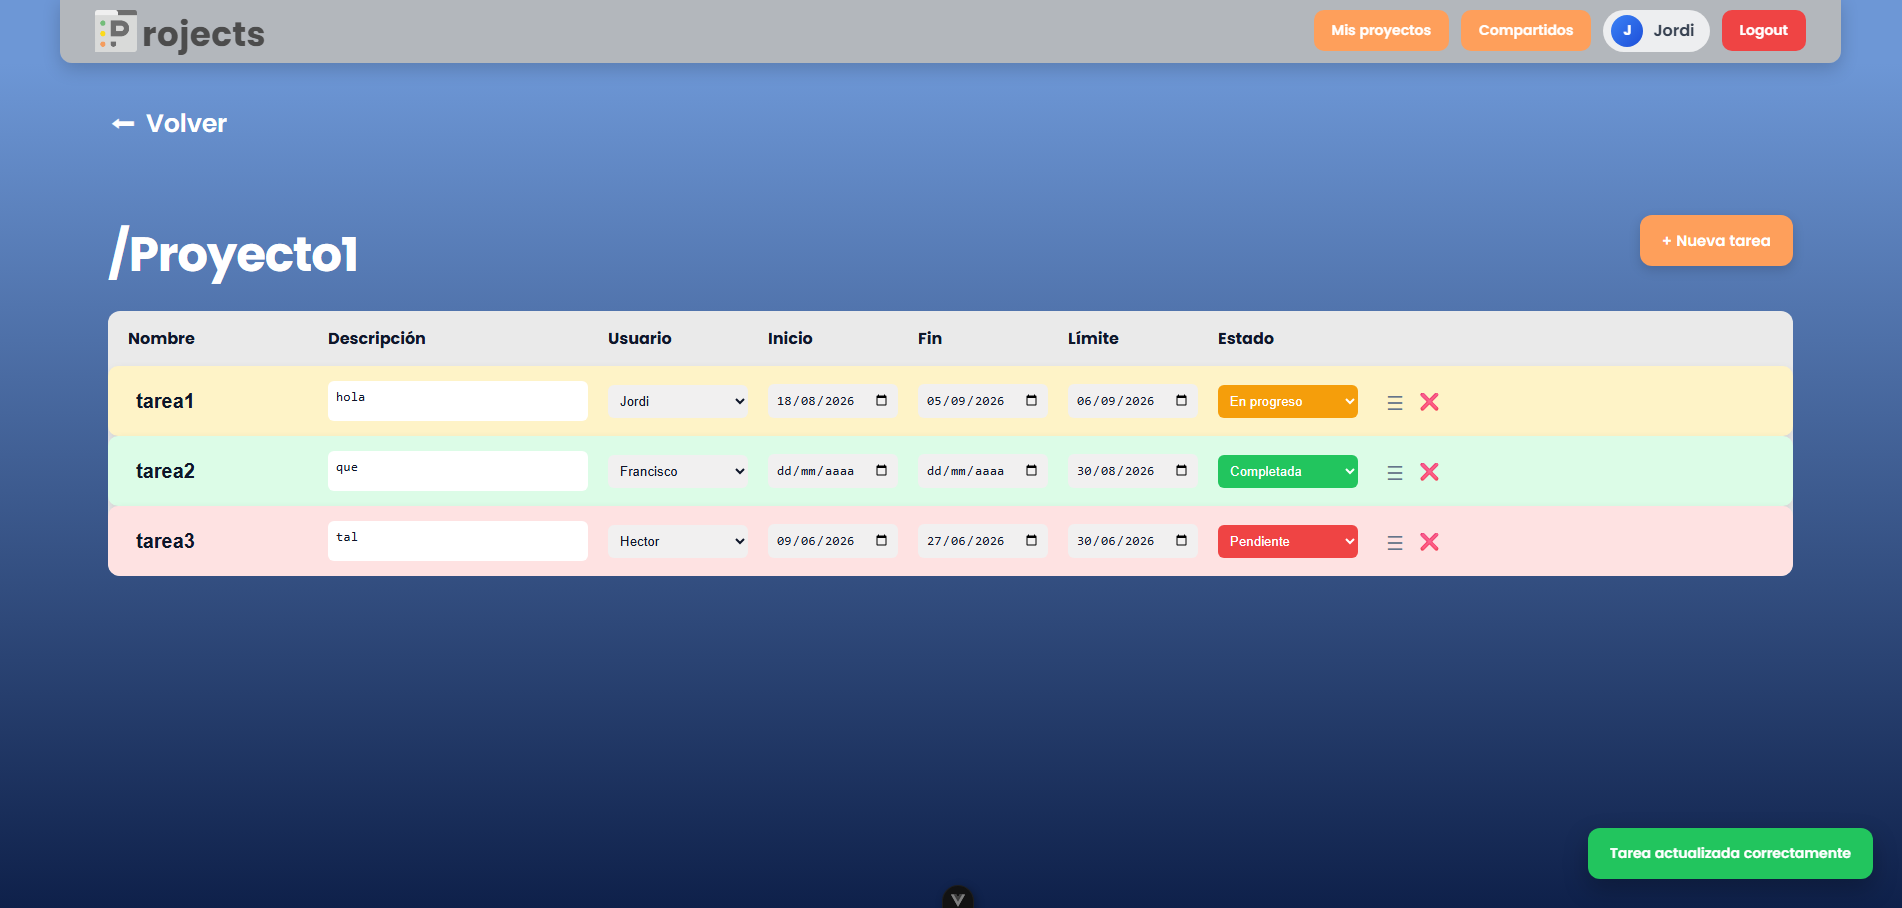 Projects
Mis proyectos
Compartidos
J Jordi
Logout
Volver
/Proyecto1
+ Nueva tarea
Nombre Descripción Usuario Inicio Fin Límite Estado
tarea1 hola Jordi 18/08/2026 05/09/2026 06/09/2026 En progreso
tarea2 que Francisco dd/mm/aaaa dd/mm/aaaa 30/08/2026 Completada
tarea3 tal Hector 09/06/2026 27/06/2026 30/06/2026 Pendiente
Tarea actualizada correctamente